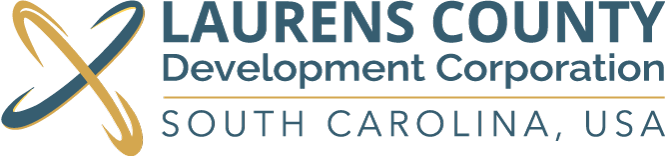 LAURENS COUNTY
Development Corporation
SOUTH CAROLINA, USA